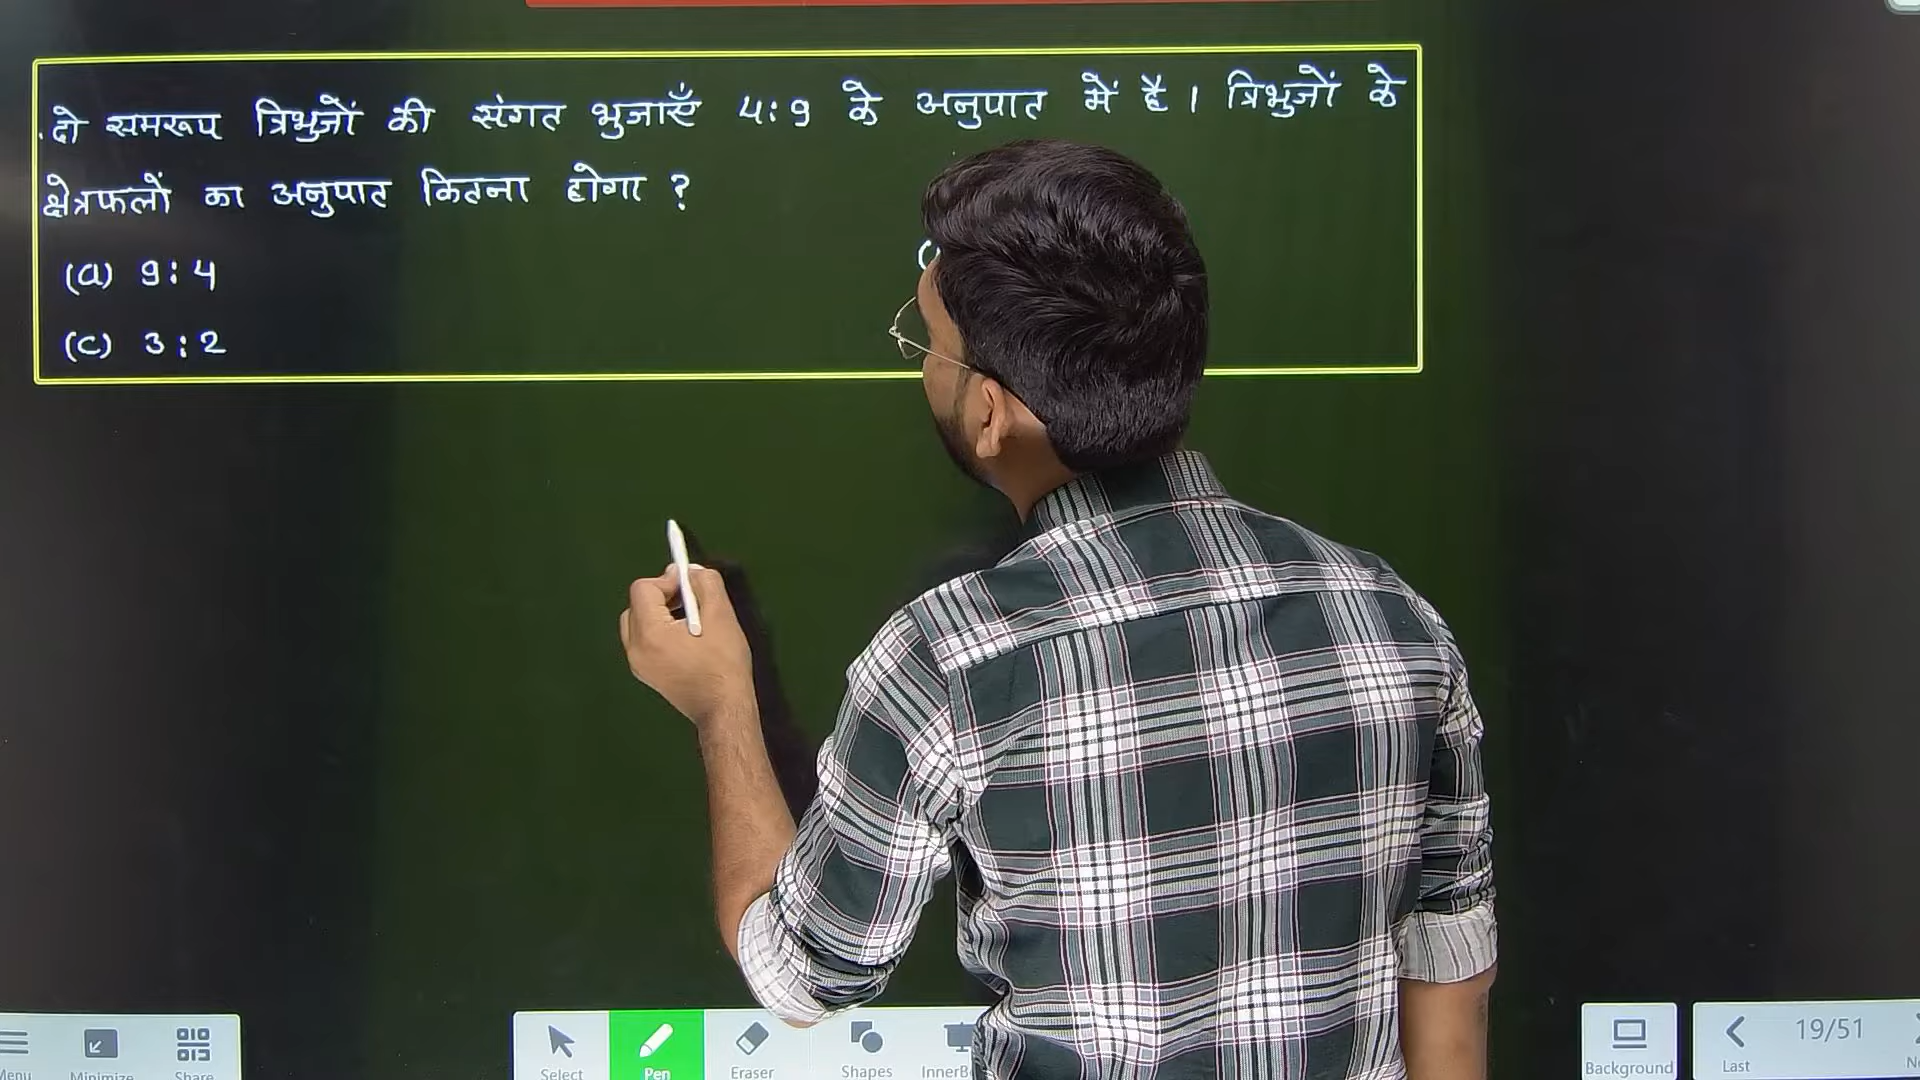 .दो समरूप त्रिभुजों की संगत भुजाएँ 4:9 के अनुपात में है । त्रिभुजों के
क्षेत्रफलों का अनुपात कितना होगा ?
(a) 9:4
(c) 3:2
Menu
Minimize
Share
Select
Pen
Eraser
Shapes
Background
Last
19/51